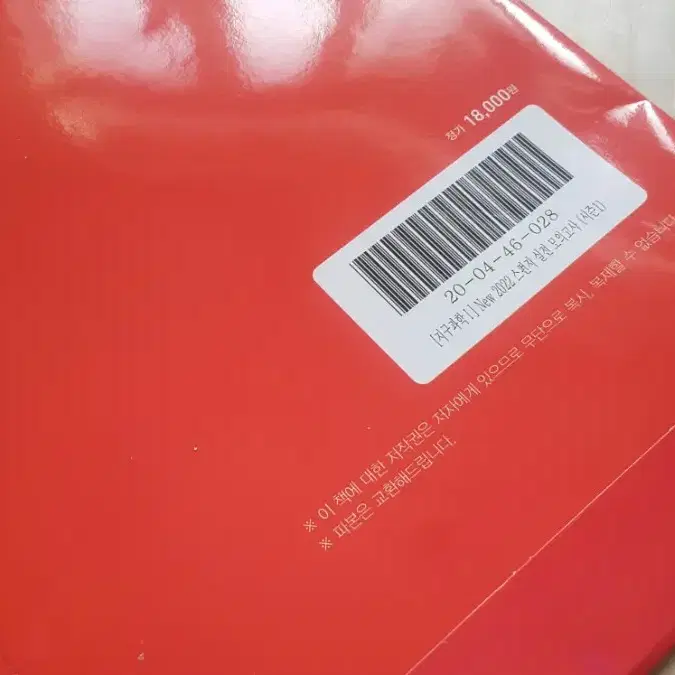 정가 18,000원
20-04-46-028
[지구과학1] New 2022 스펀지 실전 모의고사 (시즌1)
※ 이 책에 대한 저작권은 저자에게 있으므로 무단으로 복사, 복제할 수 없습니다.
※ 파본은 교환해드립니다.